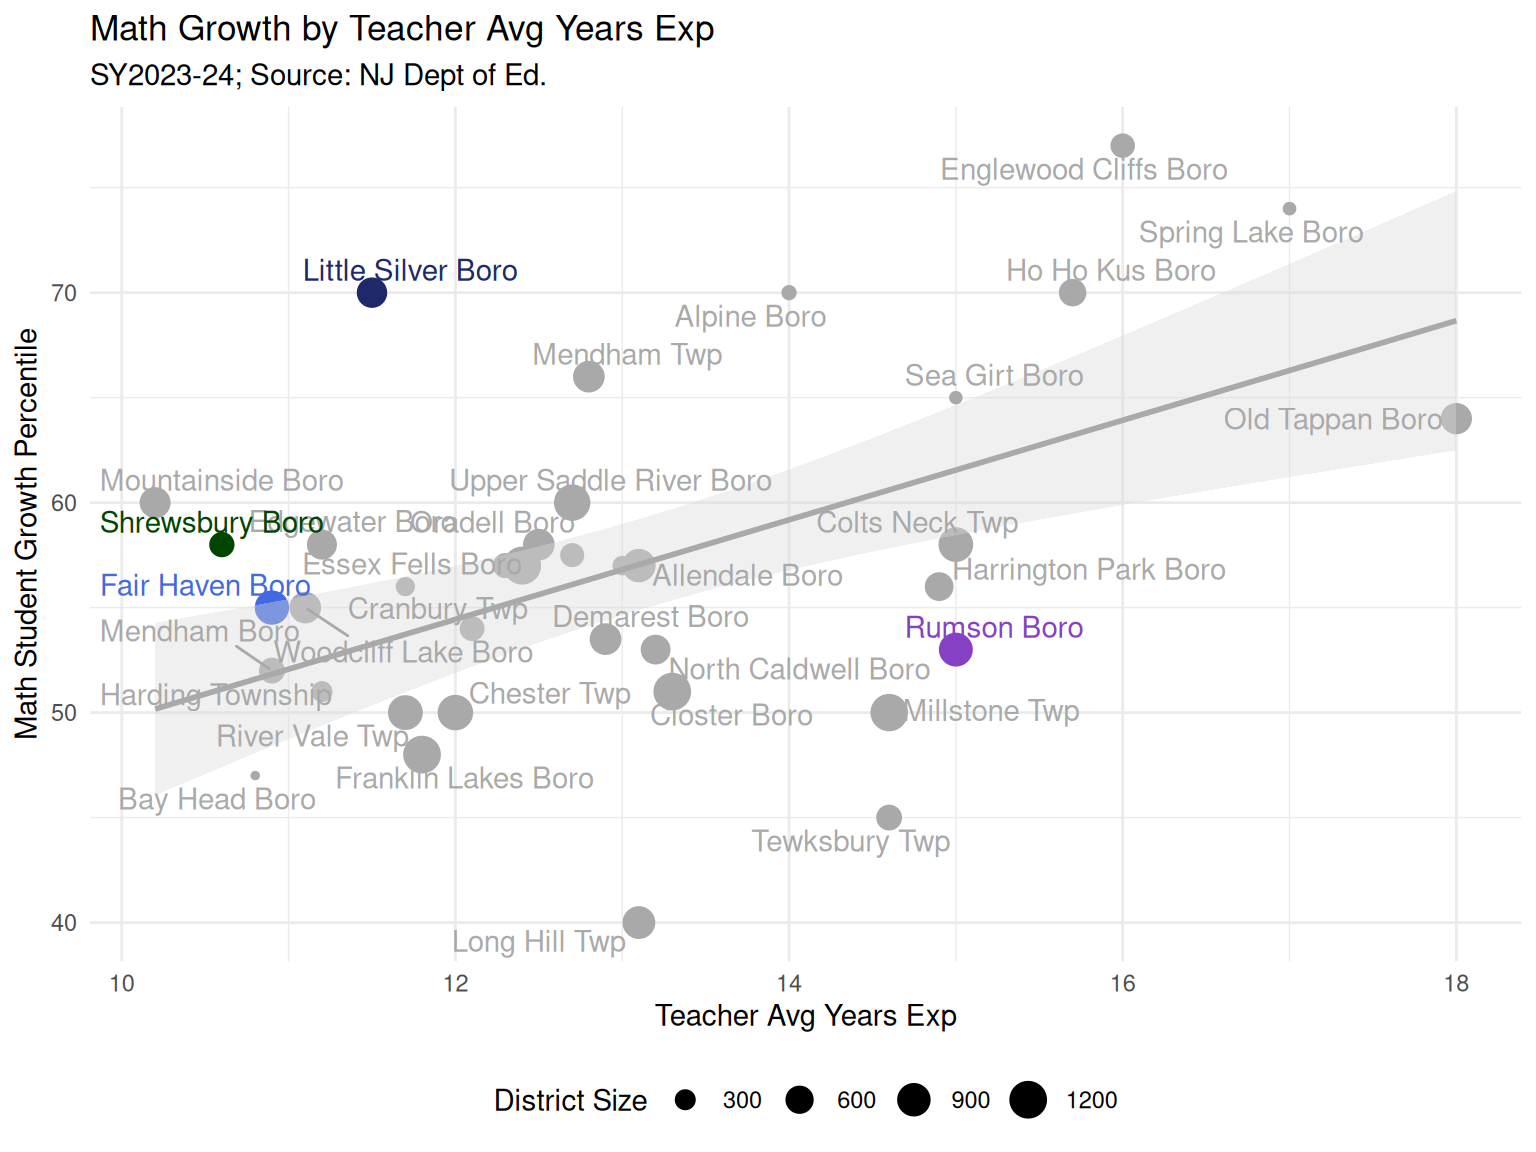 Math Growth by Teacher Avg Years Exp
SY2023-24; Source: NJ Dept of Ed.
Math Student Growth Percentile
70
60
50
40
Englewood Cliffs Boro
Spring Lake Boro
Little Silver Boro
Ho Ho Kus Boro
Alpine Boro
Mendham Twp
Sea Girt Boro
Old Tappan Boro
Mountainside Boro
Upper Saddle River Boro
Shrewsbury Boro
Edgewater Boro
Oradell Boro
Colts Neck Twp
Essex Fells Boro
Allendale Boro
Harrington Park Boro
Fair Haven Boro
Cranbury Twp
Demarest Boro
Mendham Boro
Rumson Boro
Woodcliff Lake Boro
North Caldwell Boro
Harding Township
Chester Twp
Closter Boro
Millstone Twp
River Vale Twp
Franklin Lakes Boro
Bay Head Boro
Tewksbury Twp
Long Hill Twp
10 12 14 16 18
Teacher Avg Years Exp
District Size 300 600 900 1200